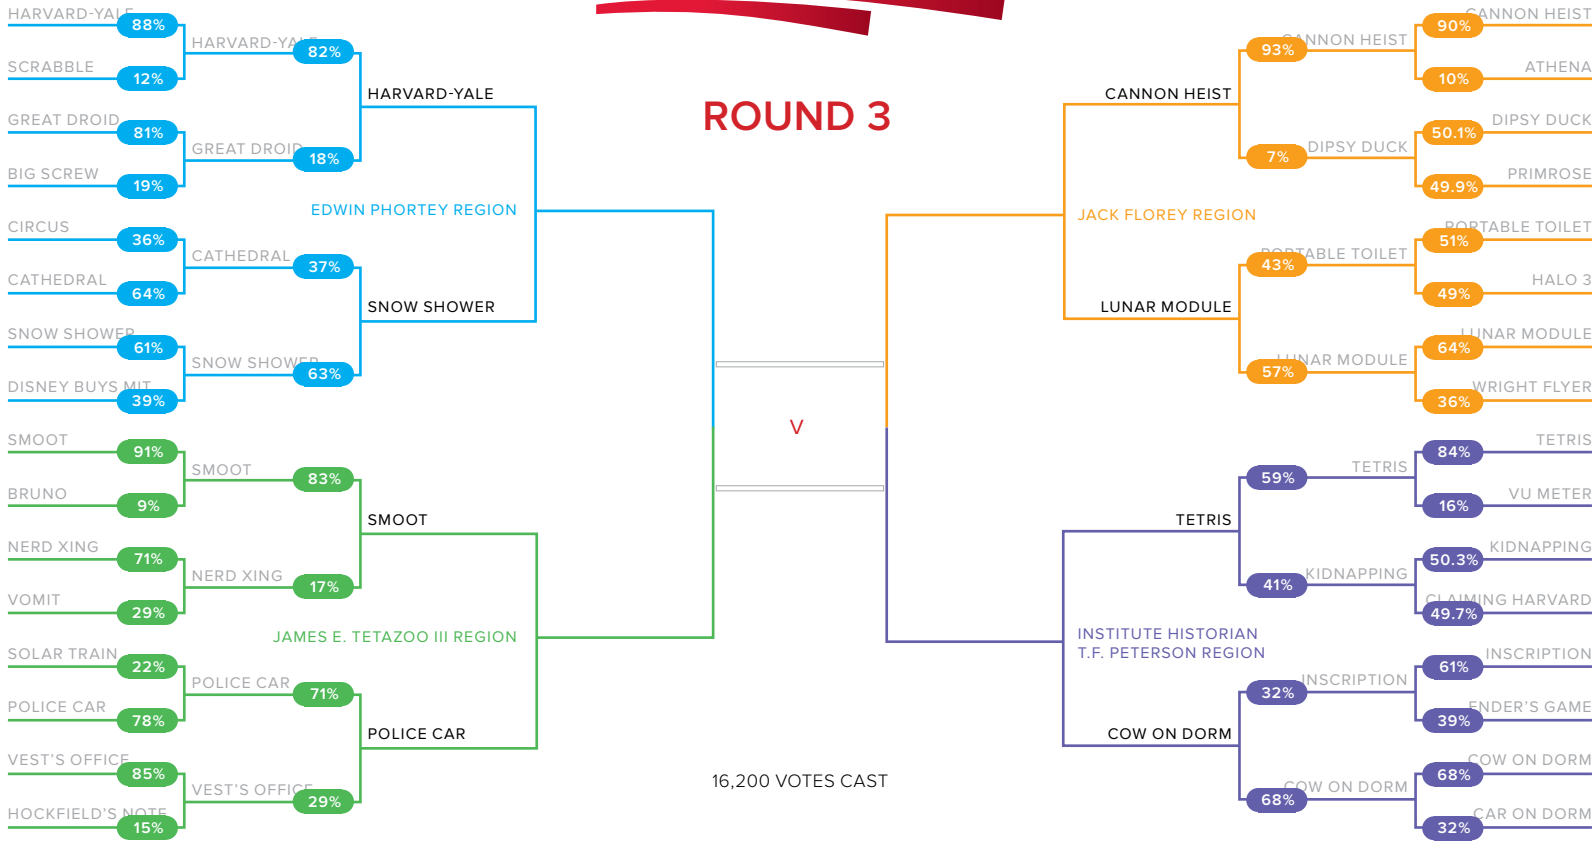 ROUND 3
HARVARD-YALE
88%
SCRABBLE
12%
HARVARD-YALE
82%
GREAT DROID
81%
BIG SCREW
19%
GREAT DROID
18%
HARVARD-YALE
EDWIN PHORTEY REGION
CIRCUS
36%
CATHEDRAL
64%
CATHEDRAL
37%
SNOW SHOWER
61%
DISNEY BUYS MIT
39%
SNOW SHOWER
63%
SNOW SHOWER
SMOOT
91%
BRUNO
9%
SMOOT
83%
NERD XING
71%
VOMIT
29%
NERD XING
17%
SMOOT
JAMES E. TETAZOO III REGION
SOLAR TRAIN
22%
POLICE CAR
78%
POLICE CAR
71%
VEST'S OFFICE
85%
HOCKFIELD'S NOTE
15%
VEST'S OFFICE
29%
POLICE CAR
V
16,200 VOTES CAST
CANNON HEIST
90%
ATHENA
10%
CANNON HEIST
93%
DIPSY DUCK
50.1%
PRIMROSE
49.9%
DIPSY DUCK
7%
CANNON HEIST
JACK FLOREY REGION
PORTABLE TOILET
51%
HALO 3
49%
PORTABLE TOILET
43%
LUNAR MODULE
64%
WRIGHT FLYER
36%
LUNAR MODULE
57%
LUNAR MODULE
TETRIS
84%
VU METER
16%
TETRIS
59%
KIDNAPPING
50.3%
CLAIMING HARVARD
49.7%
KIDNAPPING
41%
TETRIS
INSTITUTE HISTORIAN
T.F. PETERSON REGION
INSCRIPTION
61%
ENDER'S GAME
39%
INSCRIPTION
32%
COW ON DORM
68%
CAR ON DORM
32%
COW ON DORM
68%
COW ON DORM